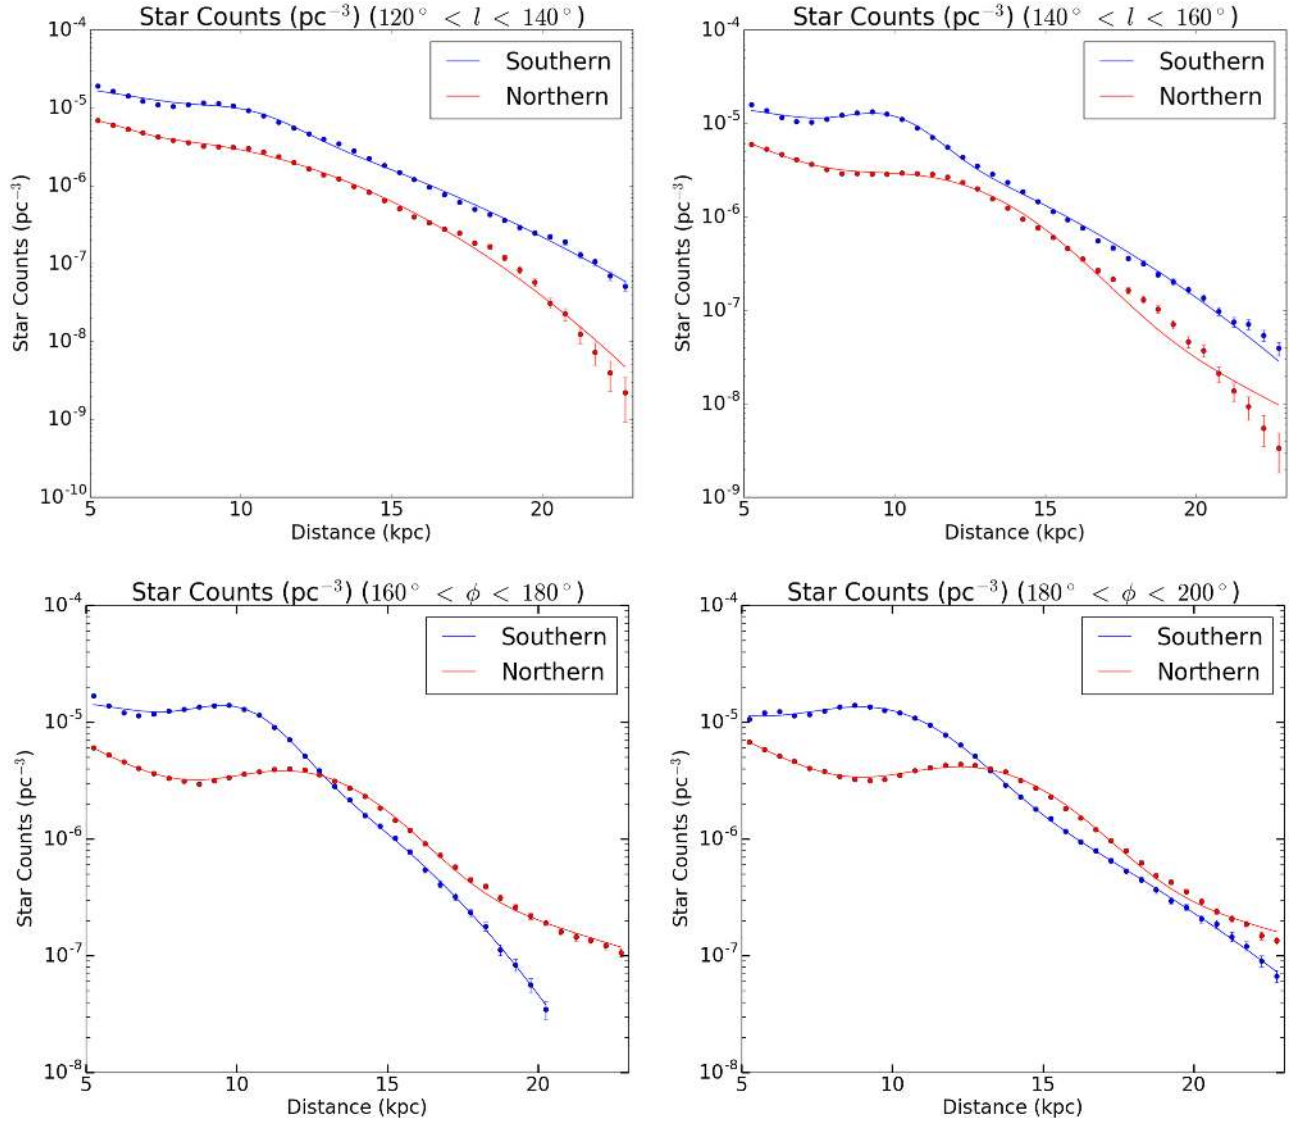 Star Counts (pc⁻³) (120° < l < 140°)
10⁻⁴
10⁻⁵
10⁻⁶
10⁻⁷
10⁻⁸
10⁻⁹
10⁻¹⁰
Star Counts (pc⁻³)
Southern
Northern
5 10 15 20
Distance (kpc)
Star Counts (pc⁻³) (140° < l < 160°)
10⁻⁴
10⁻⁵
10⁻⁶
10⁻⁷
10⁻⁸
10⁻⁹
Star Counts (pc⁻³)
Southern
Northern
5 10 15 20
Distance (kpc)
Star Counts (pc⁻³) (160° < ϕ < 180°)
10⁻⁴
10⁻⁵
10⁻⁶
10⁻⁷
10⁻⁸
Star Counts (pc⁻³)
Southern
Northern
5 10 15 20
Distance (kpc)
Star Counts (pc⁻³) (180° < ϕ < 200°)
10⁻⁴
10⁻⁵
10⁻⁶
10⁻⁷
10⁻⁸
Star Counts (pc⁻³)
Southern
Northern
5 10 15 20
Distance (kpc)